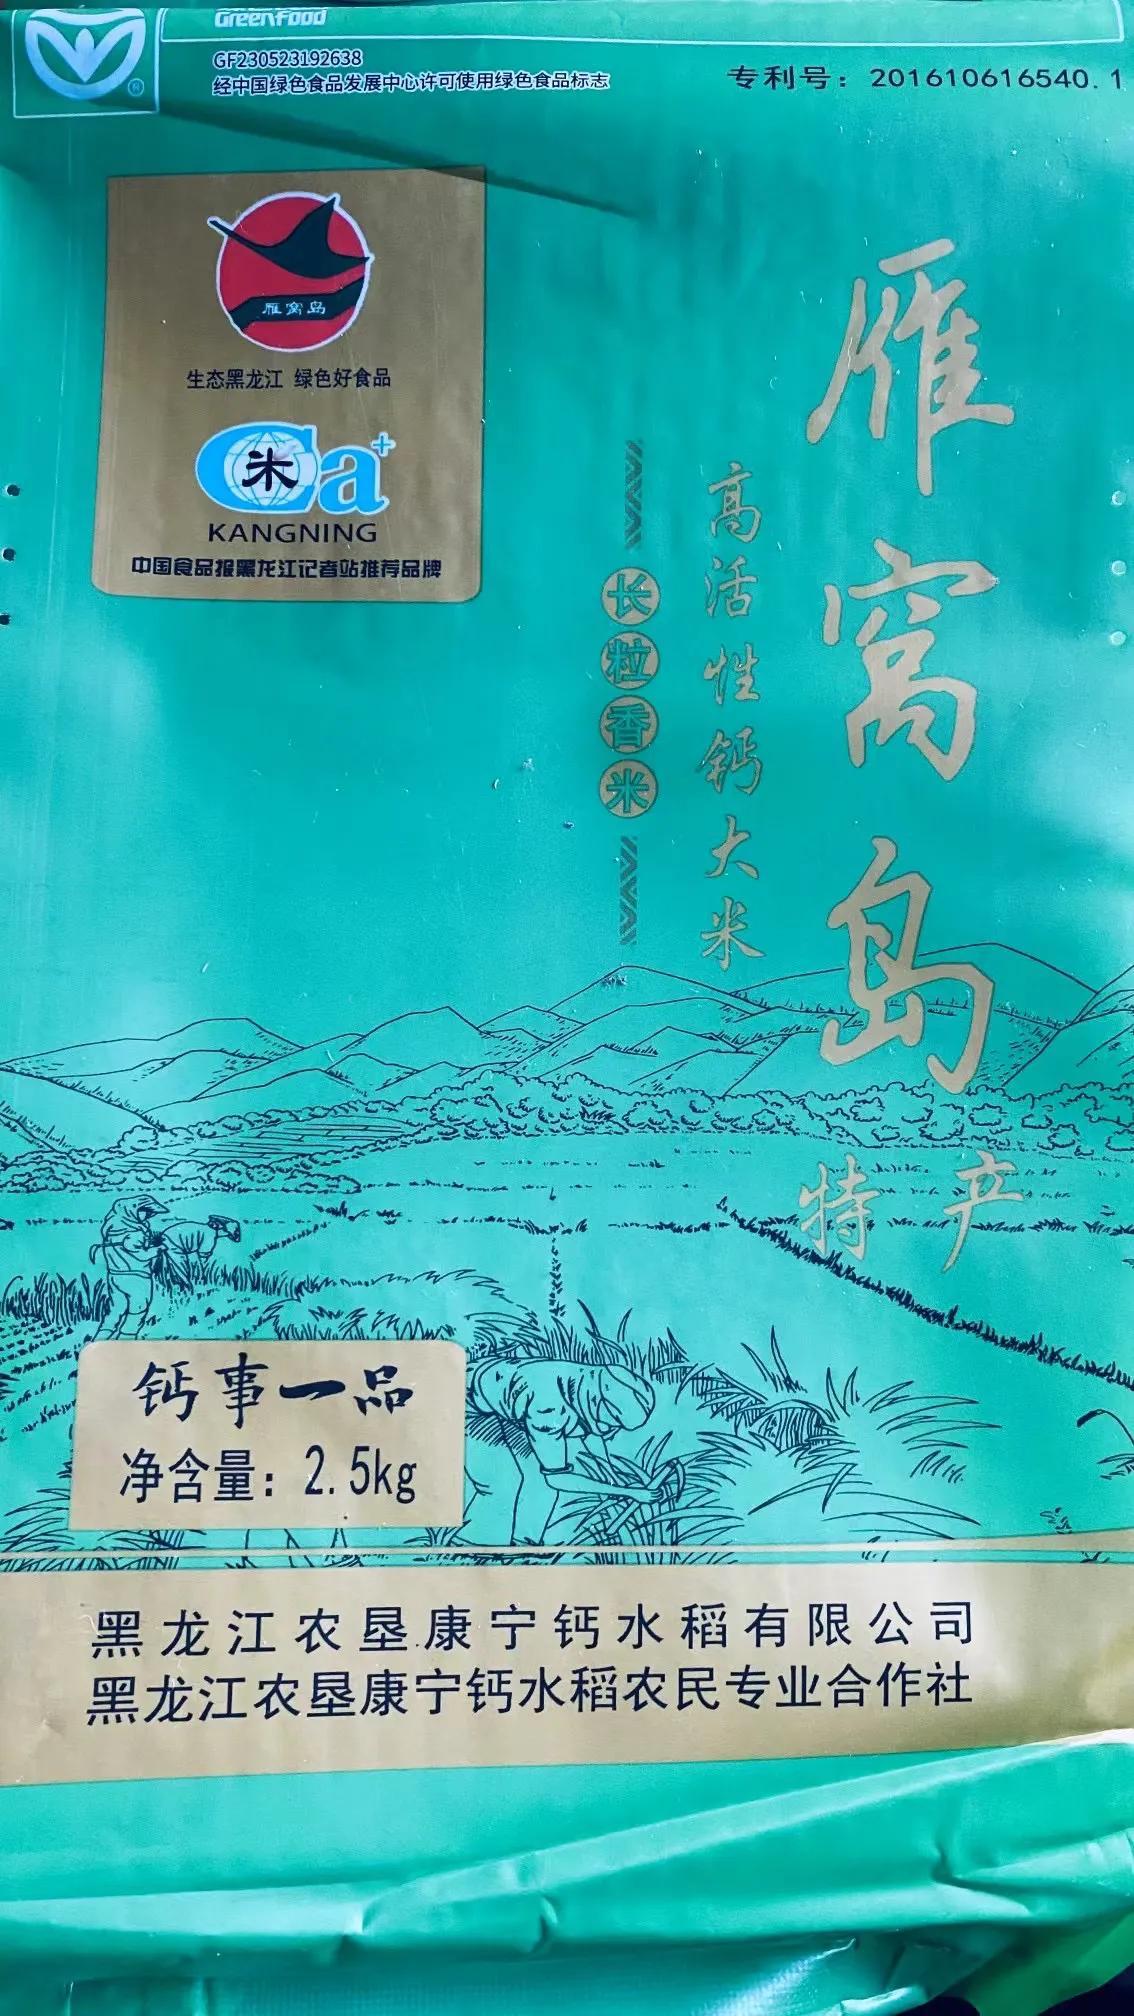 GreenFood
GF230523192638
经中国绿色食品发展中心许可使用绿色食品标志
专利号：201610616540.1
®
雁窝岛
生态黑龙江 绿色好食品
Ca+
米
KANGNING
中国食品报黑龙江记者站推荐品牌
雁窝岛
特产
高活性钙大米
长粒香米
钙事一品
净含量：2.5kg
黑龙江农垦康宁钙水稻有限公司
黑龙江农垦康宁钙水稻农民专业合作社